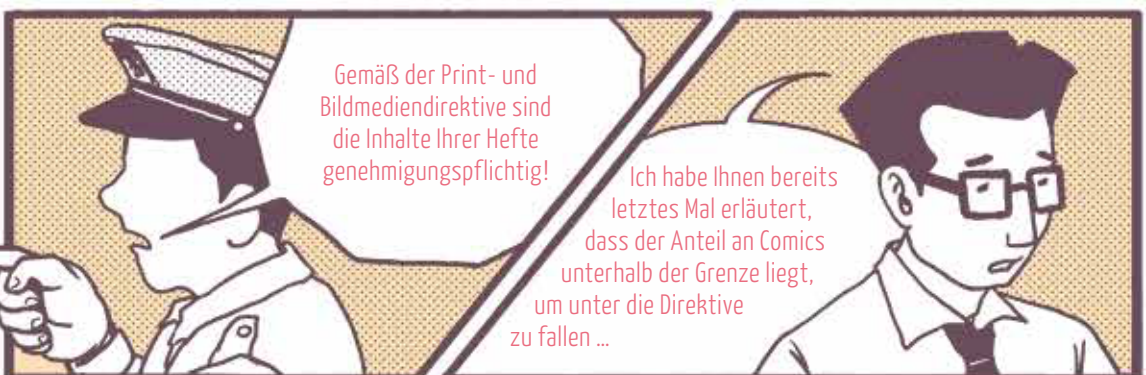 Gemäß der Print- und
Bildmediendirektive sind
die Inhalte Ihrer Hefte
genehmigungspflichtig!
Ich habe Ihnen bereits
letztes Mal erläutert,
dass der Anteil an Comics
unterhalb der Grenze liegt,
um unter die Direktive
zu fallen ...